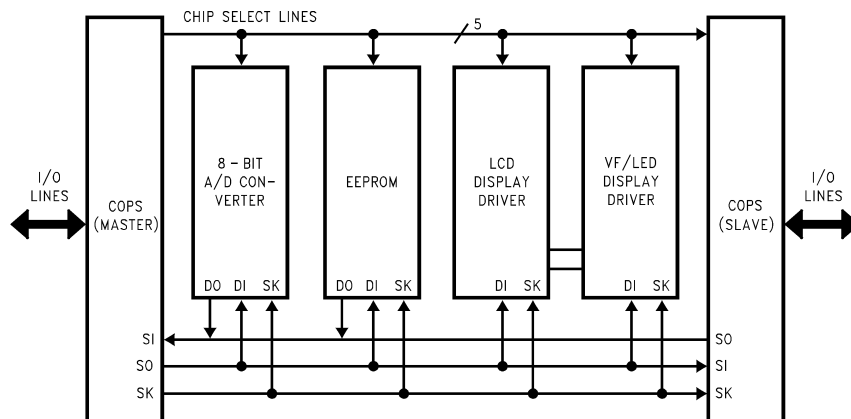 CHIP SELECT LINES
5
I/O
LINES
COPS
(MASTER)
8-BIT
A/D CON-
VERTER
DO DI SK
EEPROM
DO DI SK
LCD
DISPLAY
DRIVER
DI SK
VF/LED
DISPLAY
DRIVER
DI SK
COPS
(SLAVE)
I/O
LINES
SI
SO
SK
SO
SI
SK